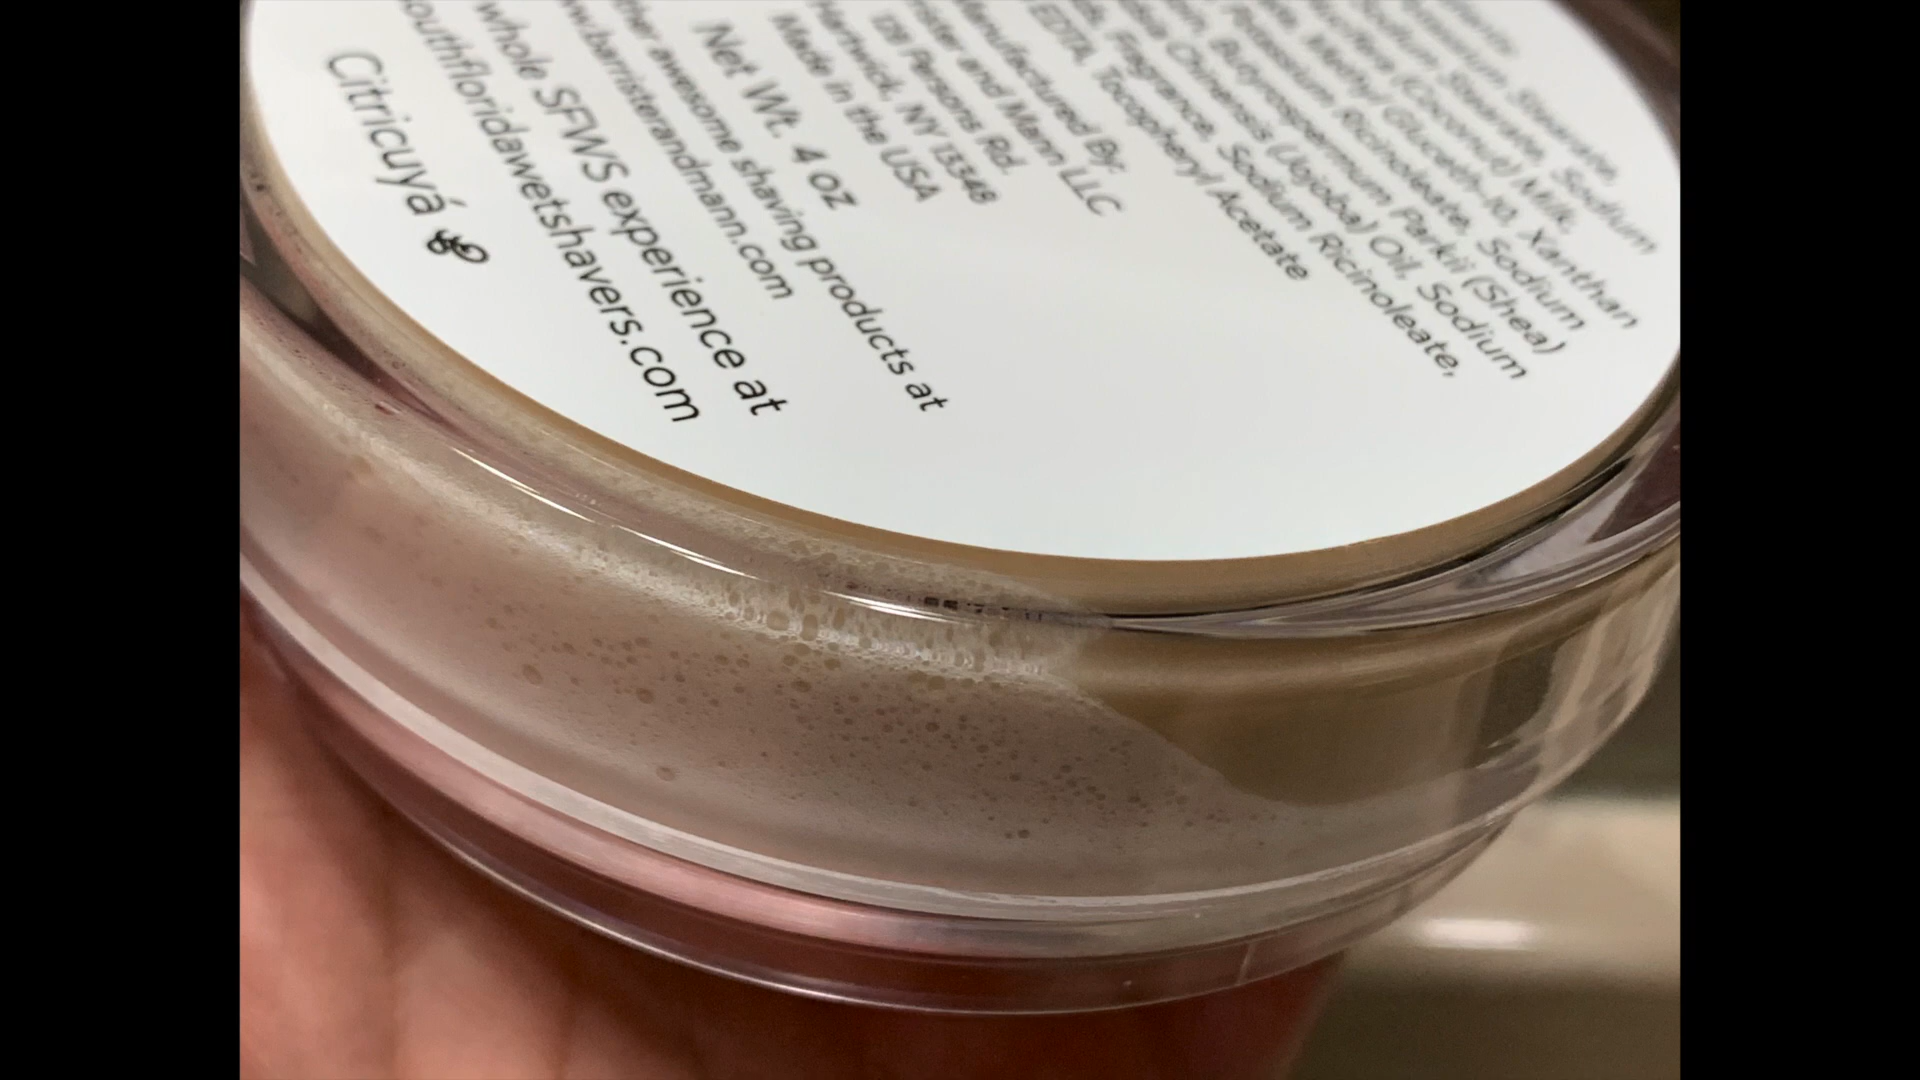 Stearate,
Sodium Stearate, Sodium
(Coconut) Milk,
Methyl Gluceth-10, Xanthan
Potassium Ricinoleate, Sodium
Butyrospermum Parkii (Shea)
Chinensis (Jojoba) Oil, Sodium
Fragrance, Sodium Ricinoleate,
EDTA, Tocopheryl Acetate
Manufactured By:
and Mann LLC
128 Persons Rd.
Hartwick, NY 13348
Made in the USA
Net Wt. 4 oz
awesome shaving products at
www.barristerandmann.com
whole SFWS experience at
southfloridawetshavers.com
Citricuyá